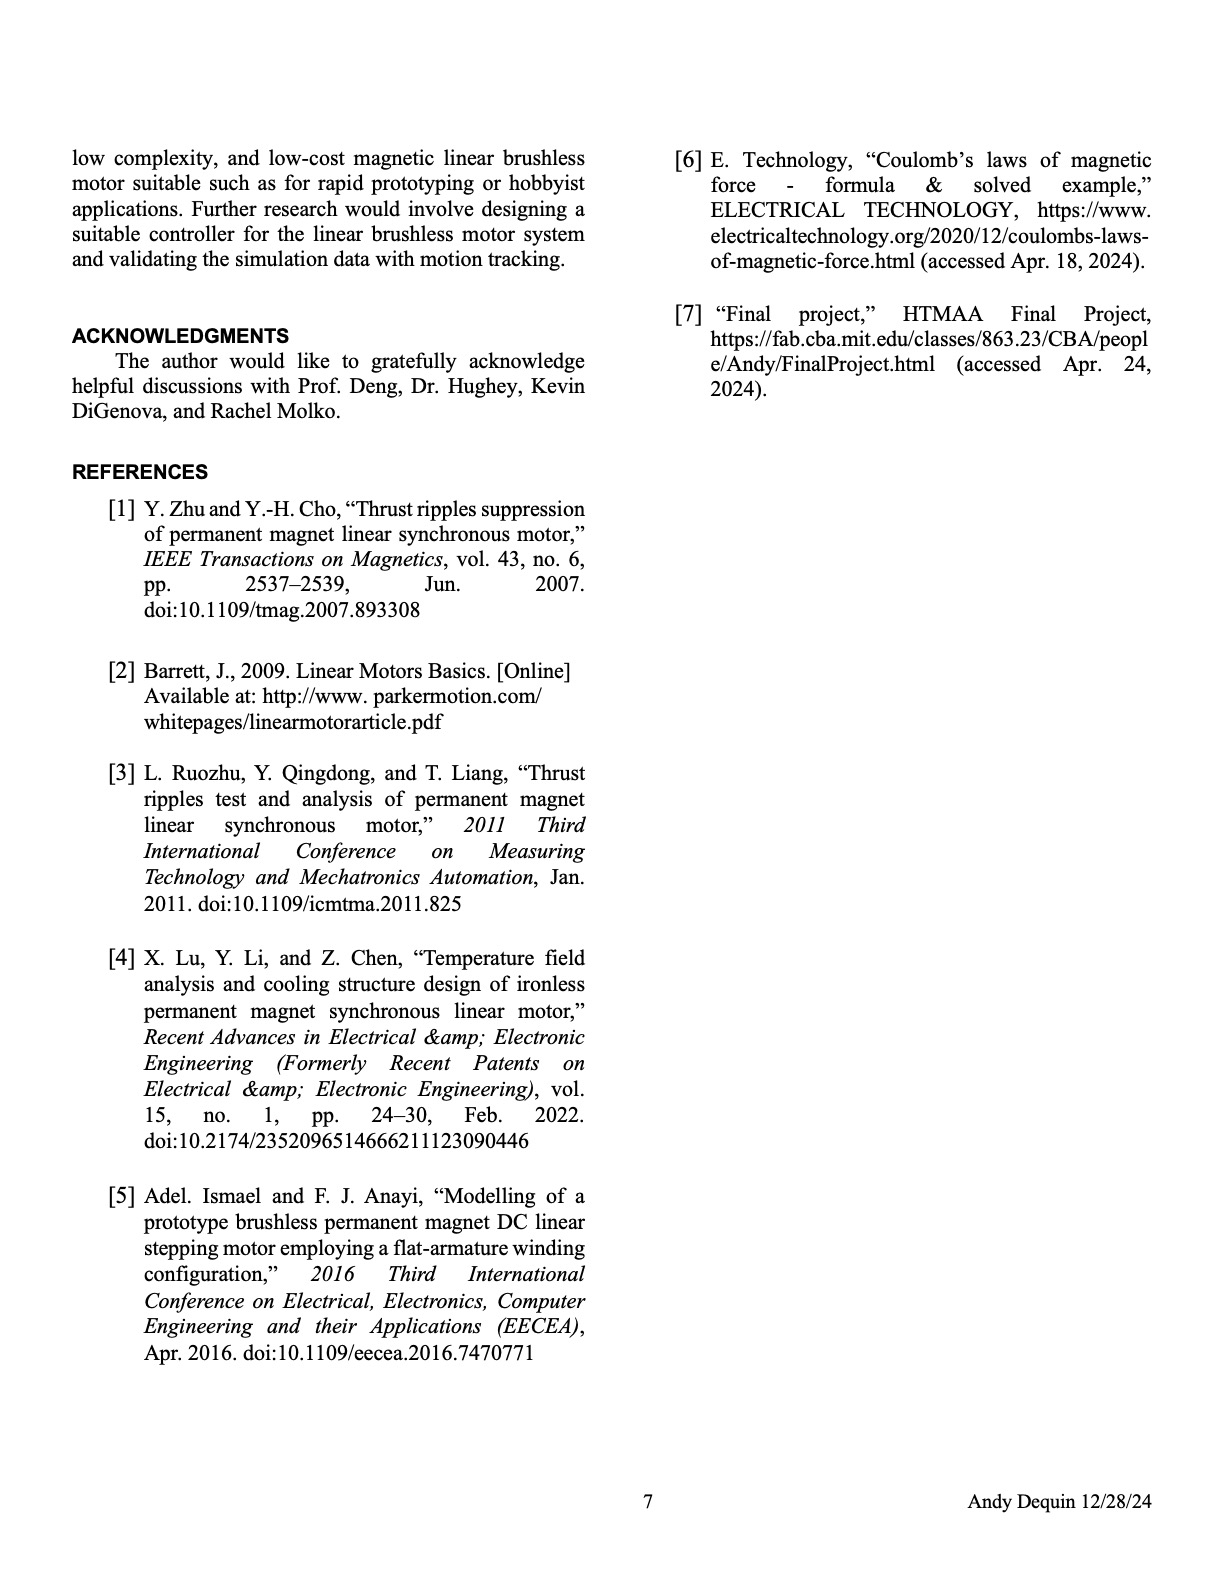 low complexity, and low-cost magnetic linear brushless
motor suitable such as for rapid prototyping or hobbyist
applications. Further research would involve designing a
suitable controller for the linear brushless motor system
and validating the simulation data with motion tracking.
ACKNOWLEDGMENTS
The author would like to gratefully acknowledge
helpful discussions with Prof. Deng, Dr. Hughey, Kevin
DiGenova, and Rachel Molko.
REFERENCES
[1] Y. Zhu and Y.-H. Cho, “Thrust ripples suppression
of permanent magnet linear synchronous motor,”
IEEE Transactions on Magnetics, vol. 43, no. 6,
pp. 2537–2539, Jun. 2007.
doi:10.1109/tmag.2007.893308
[2] Barrett, J., 2009. Linear Motors Basics. [Online]
Available at: http://www. parkermotion.com/
whitepages/linearmotorarticle.pdf
[3] L. Ruozhu, Y. Qingdong, and T. Liang, “Thrust
ripples test and analysis of permanent magnet
linear synchronous motor,” 2011 Third
International Conference on Measuring
Technology and Mechatronics Automation, Jan.
2011. doi:10.1109/icmtma.2011.825
[4] X. Lu, Y. Li, and Z. Chen, “Temperature field
analysis and cooling structure design of ironless
permanent magnet synchronous linear motor,”
Recent Advances in Electrical &amp; Electronic
Engineering (Formerly Recent Patents on
Electrical &amp; Electronic Engineering), vol.
15, no. 1, pp. 24–30, Feb. 2022.
doi:10.2174/2352096514666211123090446
[5] Adel. Ismael and F. J. Anayi, “Modelling of a
prototype brushless permanent magnet DC linear
stepping motor employing a flat-armature winding
configuration,” 2016 Third International
Conference on Electrical, Electronics, Computer
Engineering and their Applications (EECEA),
Apr. 2016. doi:10.1109/eecea.2016.7470771
[6] E. Technology, “Coulomb’s laws of magnetic
force - formula & solved example,”
ELECTRICAL TECHNOLOGY, https://www.
electricaltechnology.org/2020/12/coulombs-laws-
of-magnetic-force.html (accessed Apr. 18, 2024).
[7] “Final project,” HTMAA Final Project,
https://fab.cba.mit.edu/classes/863.23/CBA/peopl
e/Andy/FinalProject.html (accessed Apr. 24,
2024).
7
Andy Dequin 12/28/24